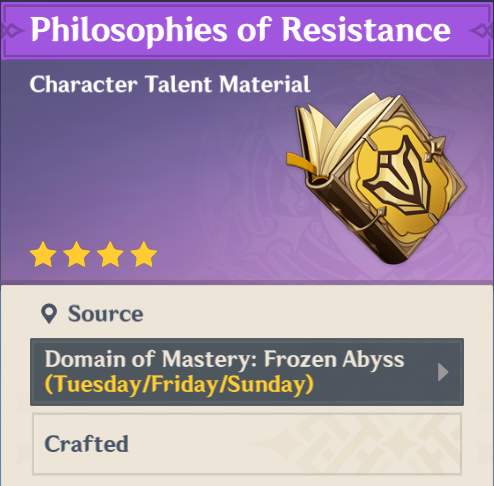 Philosophies of Resistance
Character Talent Material
Source
Domain of Mastery: Frozen Abyss
(Tuesday/Friday/Sunday)
Crafted